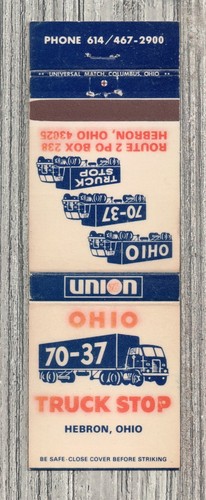 PHONE 614/467-2900
** UNIVERSAL MATCH, COLUMBUS, OHIO **
ROUTE 2 PO BOX 238
HEBRON, OHIO 43025
TRUCK
STOP
70-37
OHIO
UNION
OHIO
70-37
TRUCK STOP
HEBRON, OHIO
BE SAFE-CLOSE COVER BEFORE STRIKING